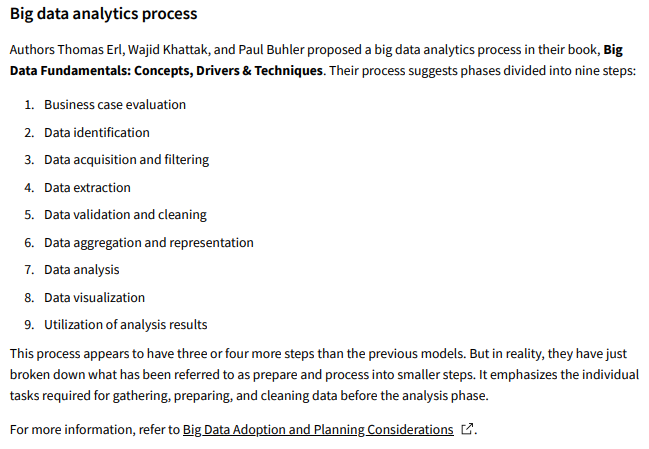 Big data analytics process
Authors Thomas Erl, Wajid Khattak, and Paul Buhler proposed a big data analytics process in their book, Big
Data Fundamentals: Concepts, Drivers & Techniques. Their process suggests phases divided into nine steps:
1. Business case evaluation
2. Data identification
3. Data acquisition and filtering
4. Data extraction
5. Data validation and cleaning
6. Data aggregation and representation
7. Data analysis
8. Data visualization
9. Utilization of analysis results
This process appears to have three or four more steps than the previous models. But in reality, they have just
broken down what has been referred to as prepare and process into smaller steps. It emphasizes the individual
tasks required for gathering, preparing, and cleaning data before the analysis phase.
For more information, refer to Big Data Adoption and Planning Considerations .